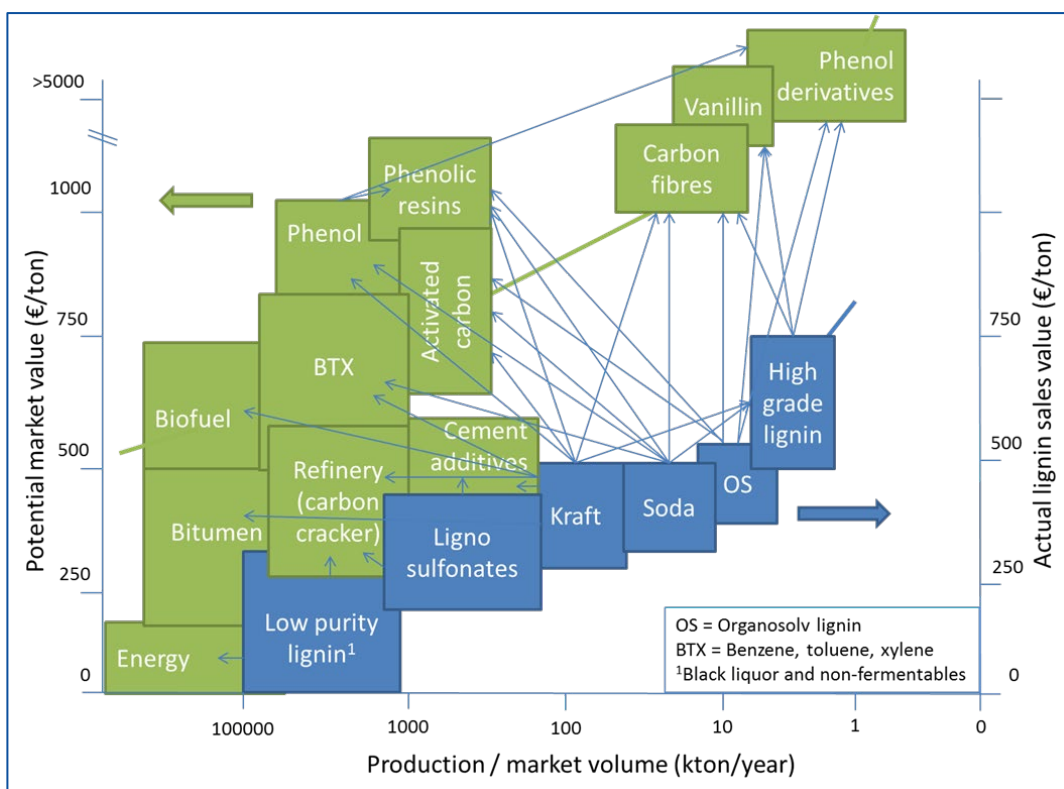 Potential market value (€/ton)
>5000
1000
750
500
250
0
Phenol
derivatives
Vanillin
Carbon
fibres
Phenolic
resins
Phenol
Activated
carbon
BTX
Biofuel
Cement
additives
Refinery
(carbon
cracker)
Bitumen
Energy
Low purity
lignin¹
Ligno
sulfonates
Kraft
Soda
OS
High
grade
lignin
750
500
250
0
Actual lignin sales value (€/ton)
OS = Organosolv lignin
BTX = Benzene, toluene, xylene
¹Black liquor and non-fermentables
100000
1000
100
10
1
0
Production / market volume (kton/year)